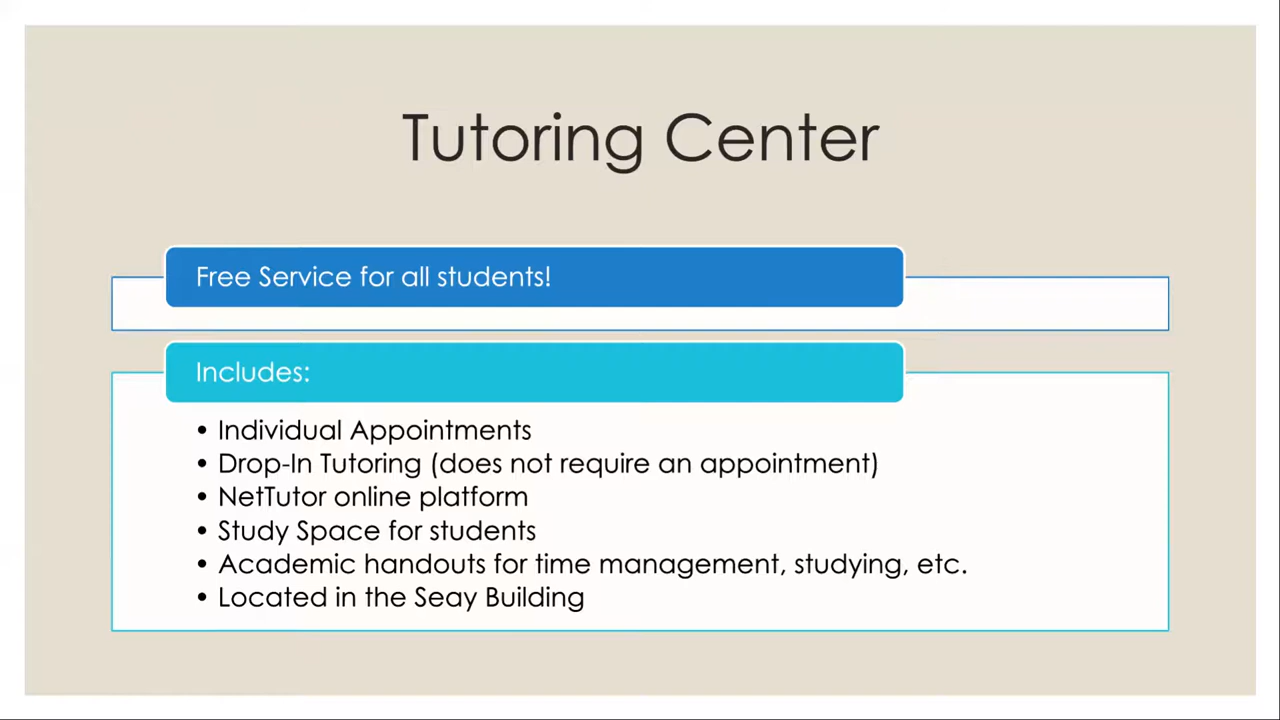 Tutoring Center
Free Service for all students!
Includes:
• Individual Appointments
• Drop-In Tutoring (does not require an appointment)
• NetTutor online platform
• Study Space for students
• Academic handouts for time management, studying, etc.
• Located in the Seay Building